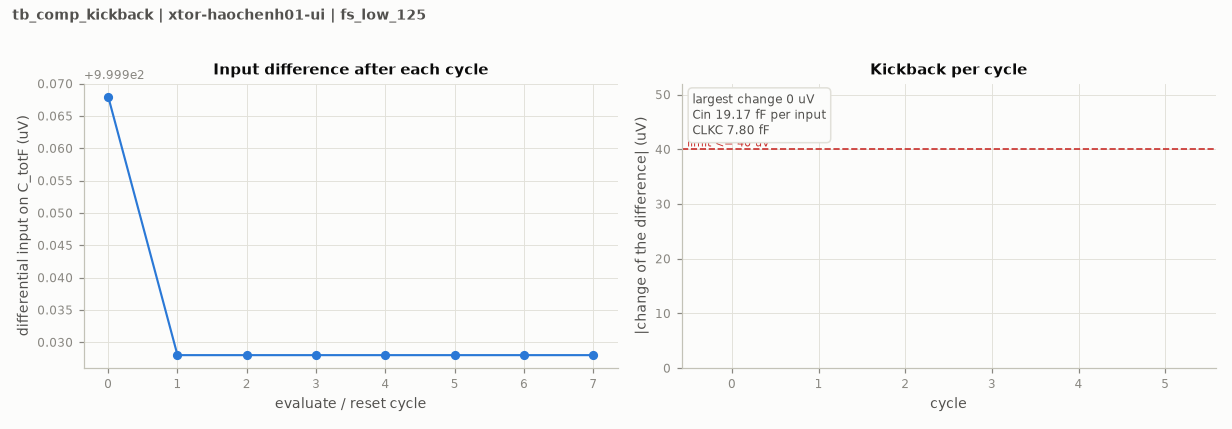 tb_comp_kickback | xtor-haochenh01-ui | fs_low_125
Input difference after each cycle
+9.999e2
0.070
0.065
0.060
0.055
0.050
0.045
0.040
0.035
0.030
differential input on C_totF (uV)
0 1 2 3 4 5 6 7
evaluate / reset cycle
Kickback per cycle
largest change 0 uV
Cin 19.17 fF per input
CLKC 7.80 fF
limit <= 40 uV
50
40
30
20
10
0
|change of the difference| (uV)
0 1 2 3 4 5
cycle